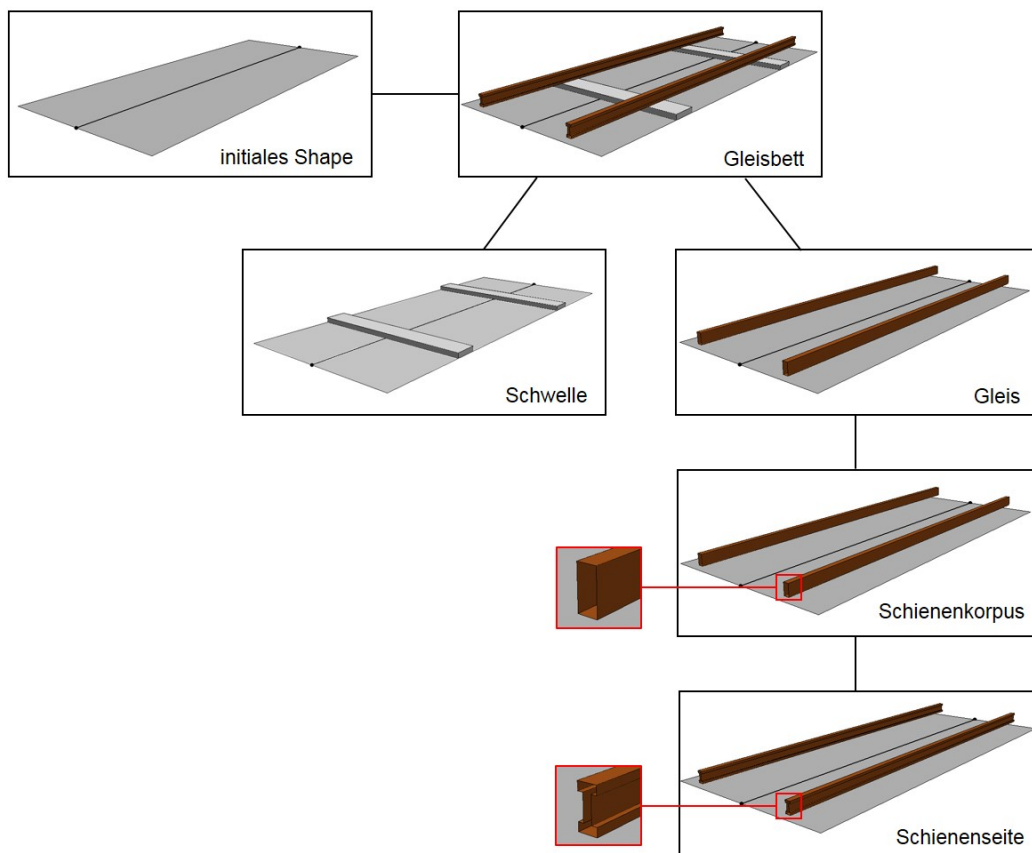 initiales Shape
Gleisbett
Schwelle
Gleis
Schienenkorpus
Schienenseite